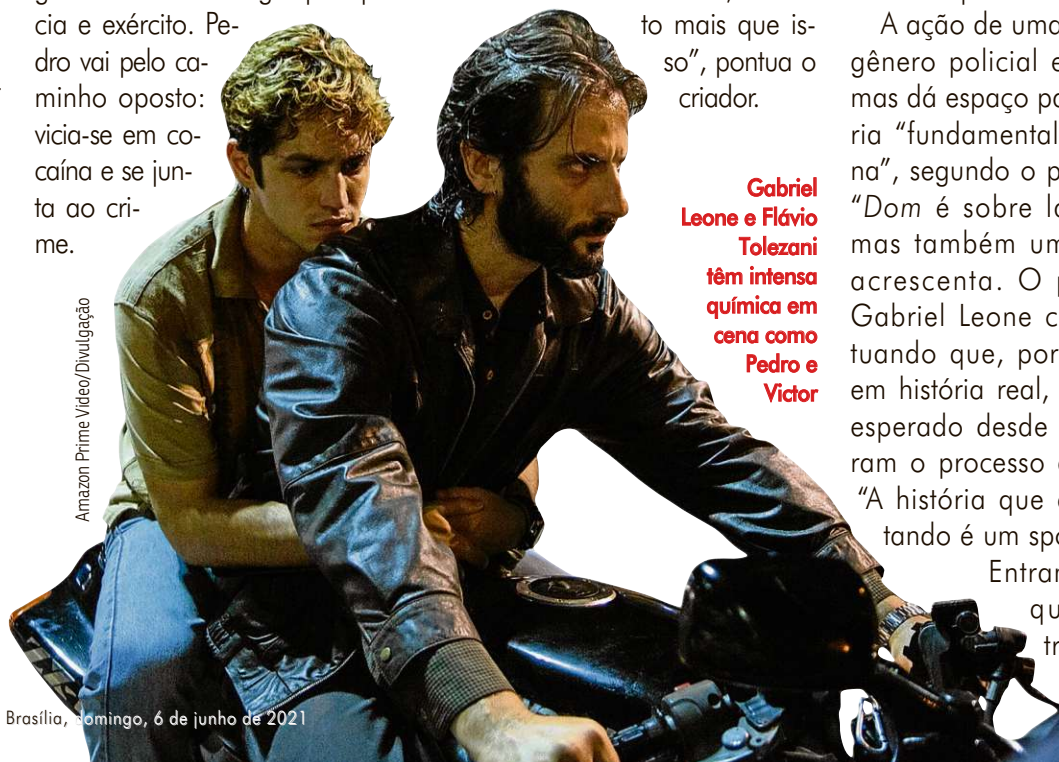 cia e exército. Pe-
dro vai pelo ca-
minho oposto:
vicia-se em co-
caína e se jun-
ta ao cri-
me.
Amazon Prime Video/Divulgação
to mais que is-
so”, pontua o
criador.
Gabriel
Leone e Flávio
Tolezani
têm intensa
química em
cena como
Pedro e
Victor
A ação de uma
gênero policial e
mas dá espaço
ria “fundamental
na”, segundo o
“Dom é sobre
mas também um
acrescenta. O
Gabriel Leone
tuando que, por
em história real,
esperado desde
ram o processo
“A história que
tando é um
Entram
qu
tr
Brasília, domingo, 6 de junho de 2021